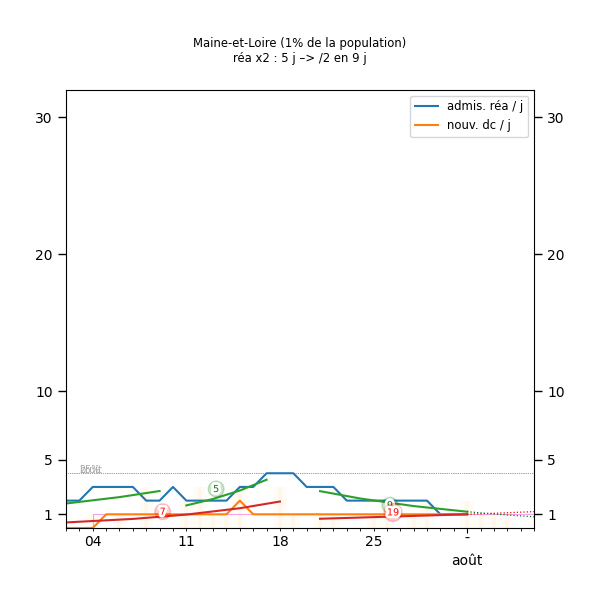 Maine-et-Loire (1% de la population)
réa x2 : 5 j –> /2 en 9 j
admis. réa / j
nouv. dc / j
30 30
20 20
10 10
5 5
1 1
5
7
9
19
04 11 18 25 -
août